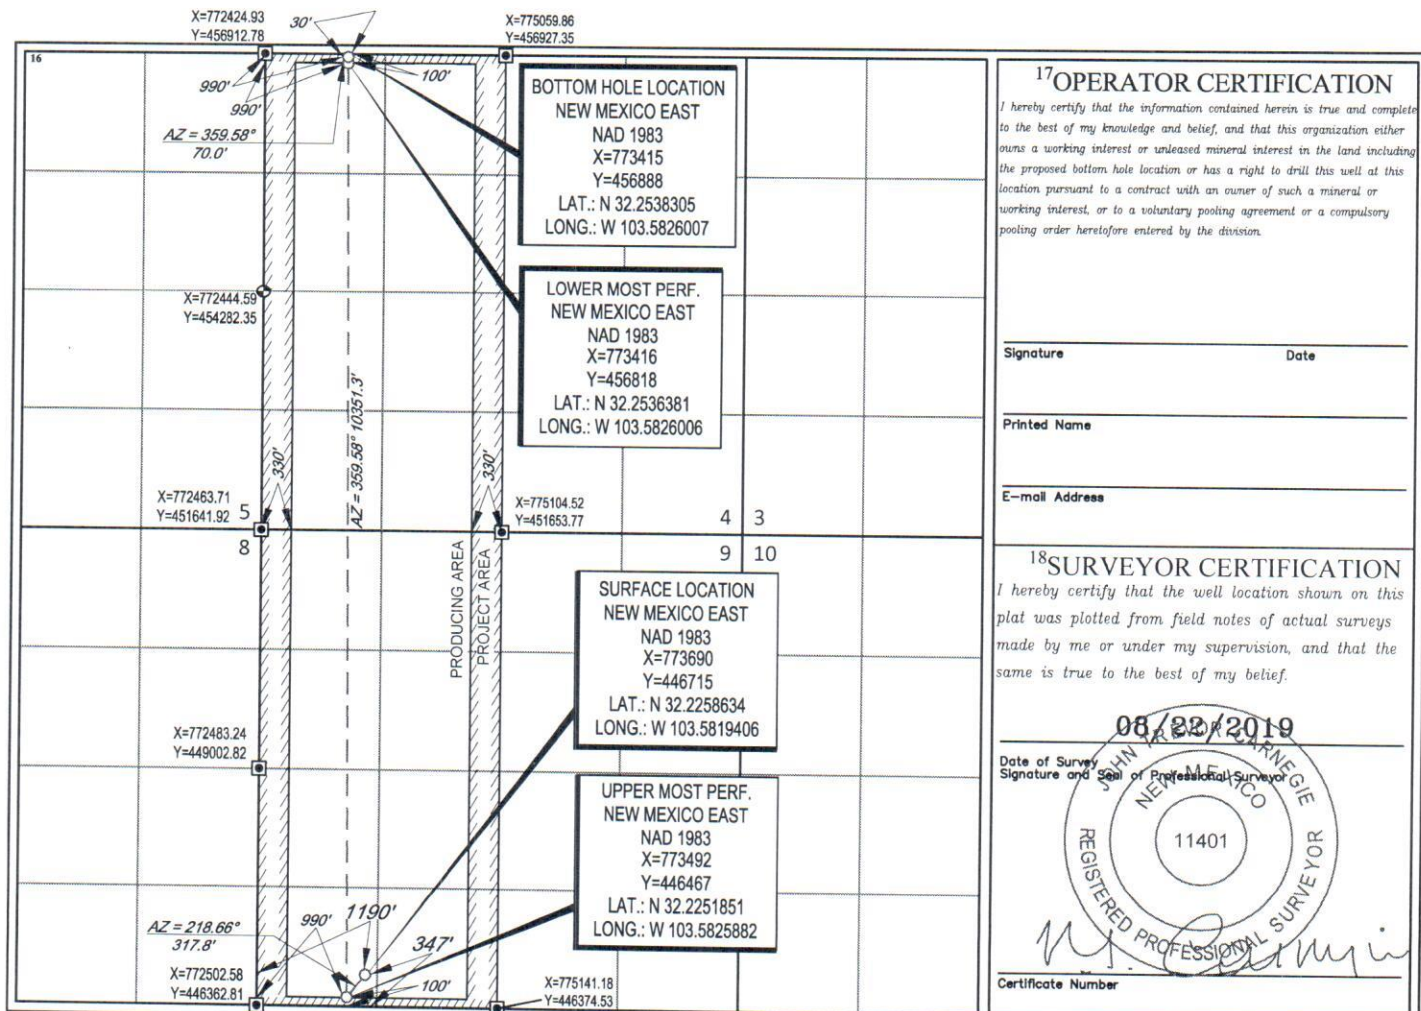 X=772424.93
Y=456912.78
30'
X=775059.86
Y=456927.35
16
990'
990'
100'
AZ = 359.58°
70.0'
BOTTOM HOLE LOCATION
NEW MEXICO EAST
NAD 1983
X=773415
Y=456888
LAT.: N 32.2538305
LONG.: W 103.5826007
X=772444.59
Y=454282.35
LOWER MOST PERF.
NEW MEXICO EAST
NAD 1983
X=773416
Y=456818
LAT.: N 32.2536381
LONG.: W 103.5826006
AZ = 359.58° 10351.3'
330'
330'
X=772463.71
Y=451641.92
5
8
X=775104.52
Y=451653.77
4 3
9 10
PRODUCING AREA
PROJECT AREA
SURFACE LOCATION
NEW MEXICO EAST
NAD 1983
X=773690
Y=446715
LAT.: N 32.2258634
LONG.: W 103.5819406
X=772483.24
Y=449002.82
UPPER MOST PERF.
NEW MEXICO EAST
NAD 1983
X=773492
Y=446467
LAT.: N 32.2251851
LONG.: W 103.5825882
AZ = 218.66°
317.8'
990'
1190'
347'
100'
X=772502.58
Y=446362.81
X=775141.18
Y=446374.53
17 OPERATOR CERTIFICATION
I hereby certify that the information contained herein is true and complete
to the best of my knowledge and belief, and that this organization either
owns a working interest or unleased mineral interest in the land including
the proposed bottom hole location or has a right to drill this well at this
location pursuant to a contract with an owner of such a mineral or
working interest, or to a voluntary pooling agreement or a compulsory
pooling order heretofore entered by the division.
Signature Date
Printed Name
E-mail Address
18 SURVEYOR CERTIFICATION
I hereby certify that the well location shown on this
plat was plotted from field notes of actual surveys
made by me or under my supervision, and that the
same is true to the best of my belief.
08/22/2019
Date of Survey
Signature and Seal of Professional Surveyor
JOHN TREVOR CARNEGIE
NEW MEXICO
11401
REGISTERED PROFESSIONAL SURVEYOR
Certificate Number